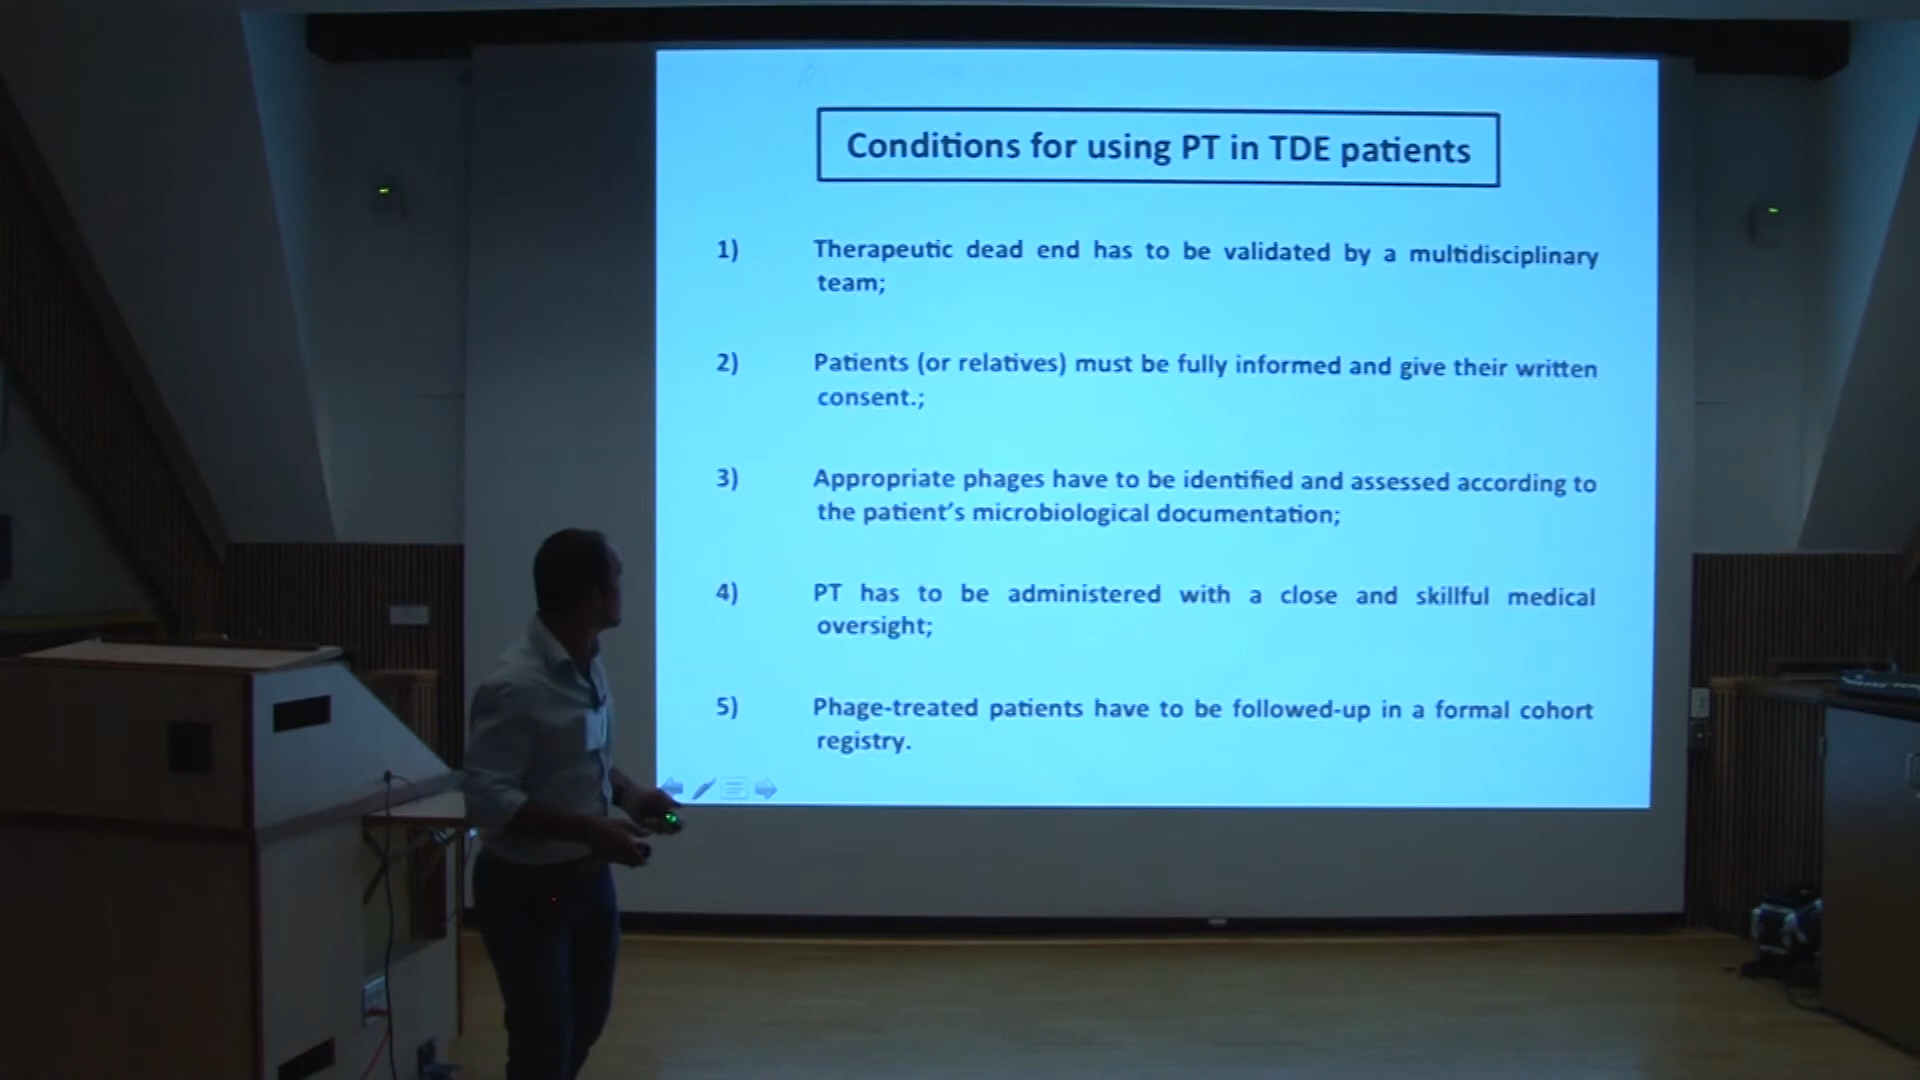 Conditions for using PT in TDE patients
1) Therapeutic dead end has to be validated by a multidisciplinary
team;
2) Patients (or relatives) must be fully informed and give their written
consent.;
3) Appropriate phages have to be identified and assessed according to
the patient's microbiological documentation;
4) PT has to be administered with a close and skillful medical
oversight;
5) Phage-treated patients have to be followed-up in a formal cohort
registry.